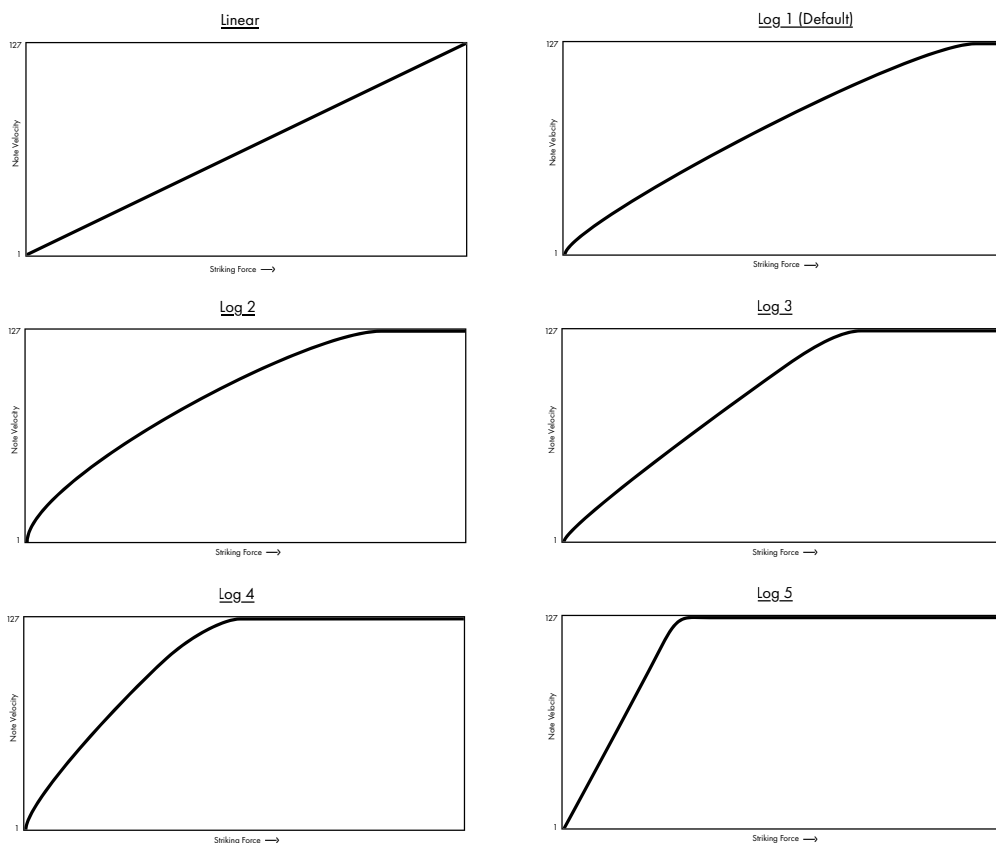 Linear
127
Note Velocity
1
Striking Force →
Log 1 (Default)
127
Note Velocity
1
Striking Force →
Log 2
127
Note Velocity
1
Striking Force →
Log 3
127
Note Velocity
1
Striking Force →
Log 4
127
Note Velocity
1
Striking Force →
Log 5
127
Note Velocity
1
Striking Force →